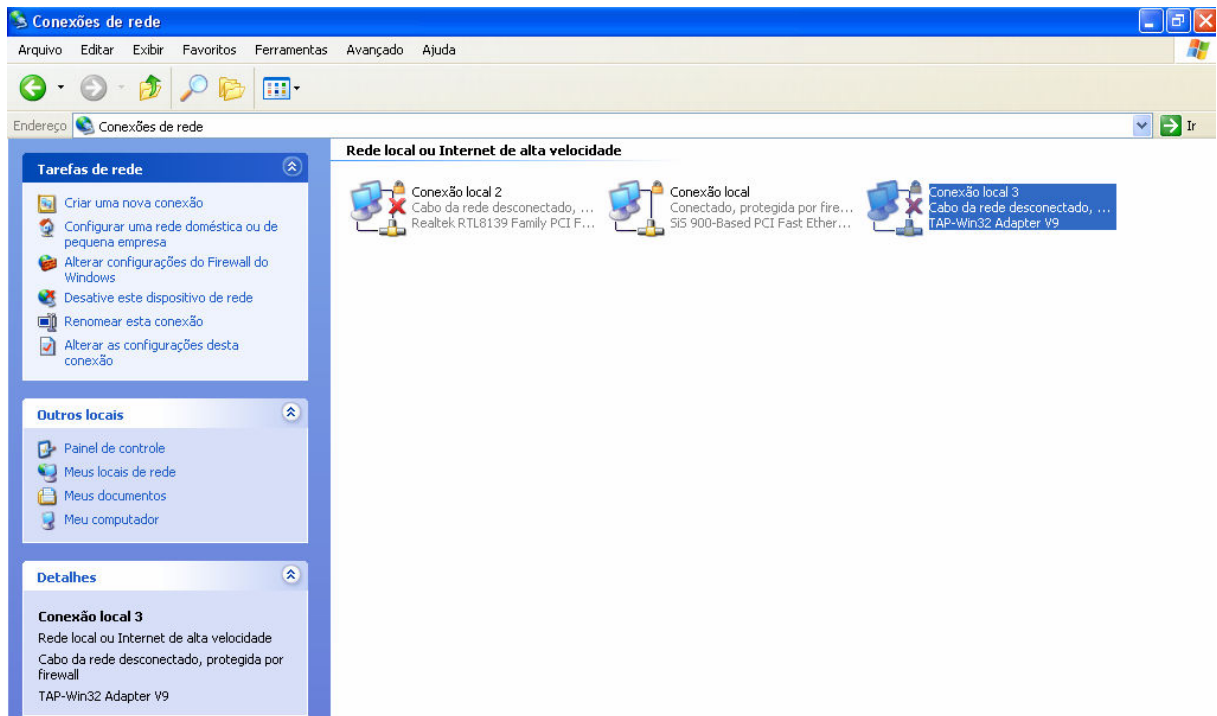 Conexões de rede
Arquivo Editar Exibir Favoritos Ferramentas Avançado Ajuda
Endereço Conexões de rede Ir
Tarefas de rede
Criar uma nova conexão
Configurar uma rede doméstica ou de
pequena empresa
Alterar configurações do Firewall do
Windows
Desative este dispositivo de rede
Renomear esta conexão
Alterar as configurações desta
conexão
Outros locais
Painel de controle
Meus locais de rede
Meus documentos
Meu computador
Detalhes
Conexão local 3
Rede local ou Internet de alta velocidade
Cabo da rede desconectado, protegida por
firewall
TAP-Win32 Adapter V9
Rede local ou Internet de alta velocidade
Conexão local 2
Cabo da rede desconectado, ...
Realtek RTL8139 Family PCI F...
Conexão local
Conectado, protegida por fire...
SiS 900-Based PCI Fast Ether...
Conexão local 3
Cabo da rede desconectado, ...
TAP-Win32 Adapter V9